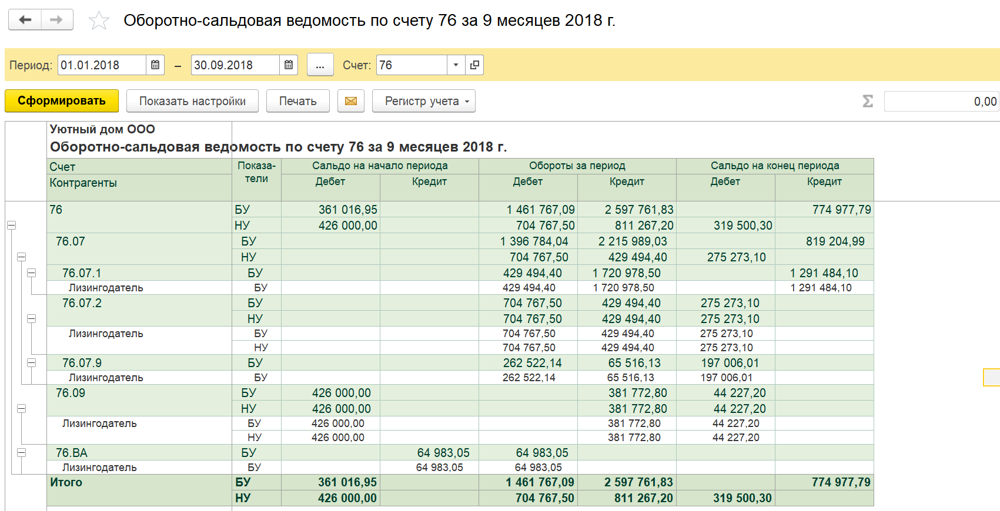 Оборотно-сальдовая ведомость по счету 76 за 9 месяцев 2018 г.
Период: 01.01.2018 – 30.09.2018 ... Счет: 76
Сформировать Показать настройки Печать Регистр учета Σ 0,00
Уютный дом ООО
Оборотно-сальдовая ведомость по счету 76 за 9 месяцев 2018 г.
Счет Показа-тели Сальдо на начало периода Обороты за период Сальдо на конец периода
Контрагенты Дебет Кредит Дебет Кредит Дебет Кредит
76 БУ 361 016,95 1 461 767,09 2 597 761,83 774 977,79
НУ 426 000,00 704 767,50 811 267,20 319 500,30
76.07 БУ 1 396 784,04 2 215 989,03 819 204,99
НУ 704 767,50 429 494,40 275 273,10
76.07.1 БУ 429 494,40 1 720 978,50 1 291 484,10
Лизингодатель БУ 429 494,40 1 720 978,50 1 291 484,10
76.07.2 БУ 704 767,50 429 494,40 275 273,10
НУ 704 767,50 429 494,40 275 273,10
Лизингодатель БУ 704 767,50 429 494,40 275 273,10
НУ 704 767,50 429 494,40 275 273,10
76.07.9 БУ 262 522,14 65 516,13 197 006,01
Лизингодатель БУ 262 522,14 65 516,13 197 006,01
76.09 БУ 426 000,00 381 772,80 44 227,20
НУ 426 000,00 381 772,80 44 227,20
Лизингодатель БУ 426 000,00 381 772,80 44 227,20
НУ 426 000,00 381 772,80 44 227,20
76.ВА БУ 64 983,05 64 983,05
Лизингодатель БУ 64 983,05 64 983,05
Итого БУ 361 016,95 1 461 767,09 2 597 761,83 774 977,79
НУ 426 000,00 704 767,50 811 267,20 319 500,30